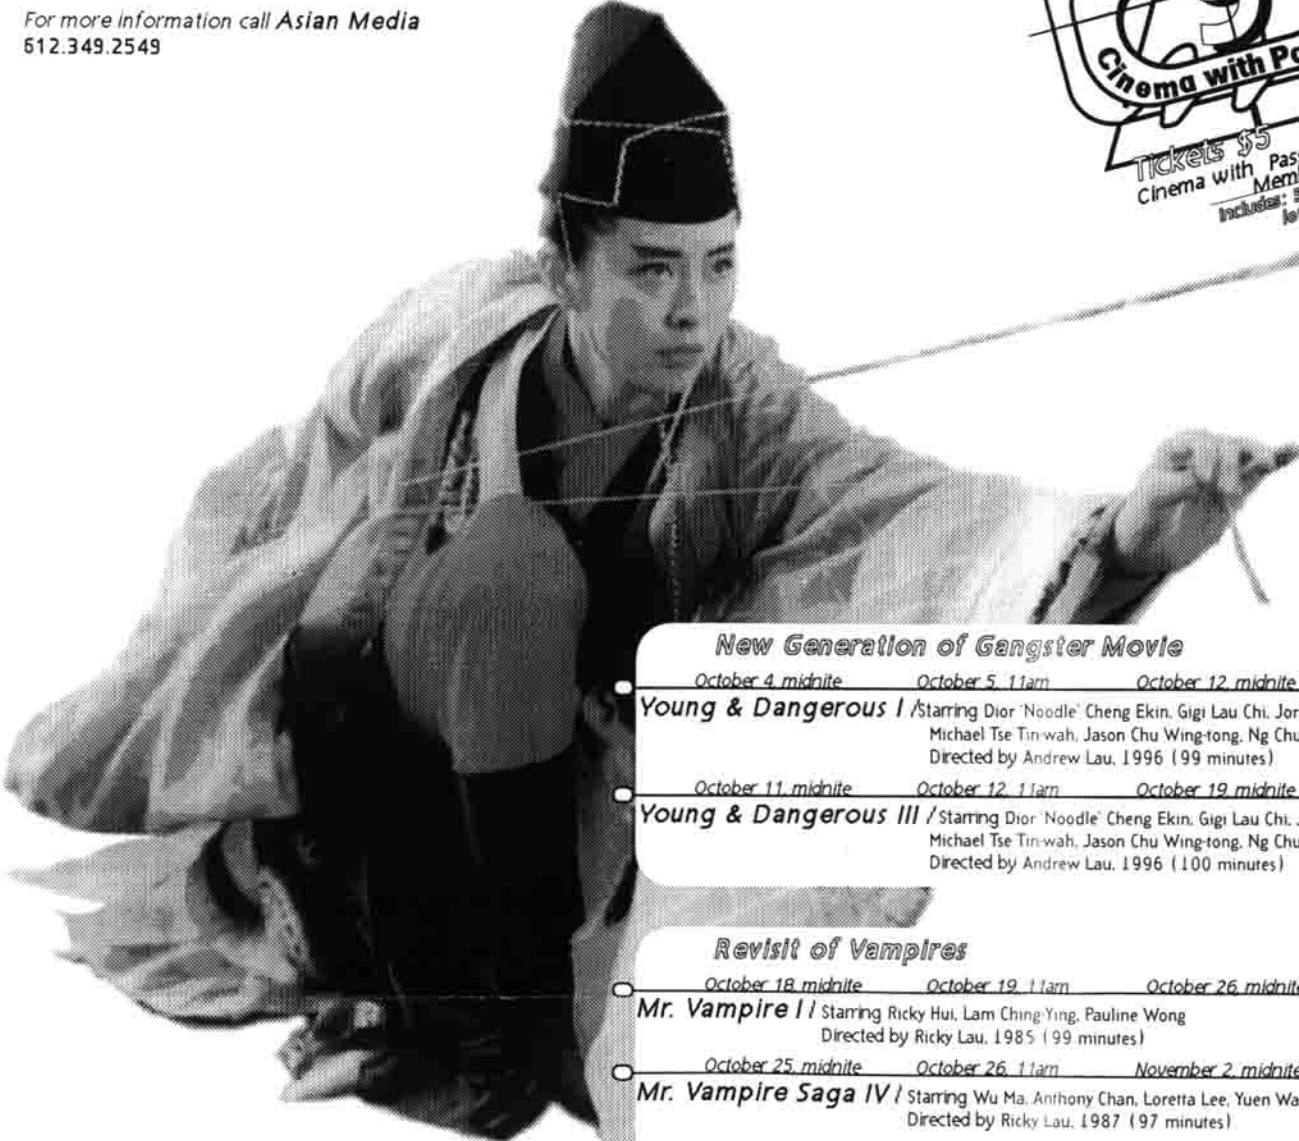 For more information call Asian Media
612.349.2549
Cinema with
Tickets $5
Cinema with
Includes:
New Generation of Gangster Movie
October 4, midnite October 5, 11am October 12, midnite
Young & Dangerous I / Starring Dior 'Noodle' Cheng Ekin, Gigi Lau Chi,
Michael Tse Tin-wah, Jason Chu Wing-tong, Ng
Directed by Andrew Lau, 1996 (99 minutes)
October 11, midnite October 12, 11am October 19, midnite
Young & Dangerous III / Starring Dior 'Noodle' Cheng Ekin, Gigi Lau Chi,
Michael Tse Tin-wah, Jason Chu Wing-tong, Ng
Directed by Andrew Lau, 1996 (100 minutes)
Revisit of Vampires
October 18, midnite October 19, 11am October 26, midnite
Mr. Vampire I / Starring Ricky Hui, Lam Ching-Ying, Pauline Wong
Directed by Ricky Lau, 1985 (99 minutes)
October 25, midnite October 26, 11am November 2, midnite
Mr. Vampire Saga IV / Starring Wu Ma, Anthony Chan, Loretta Lee, Yuen
Directed by Ricky Lau, 1987 (97 minutes)